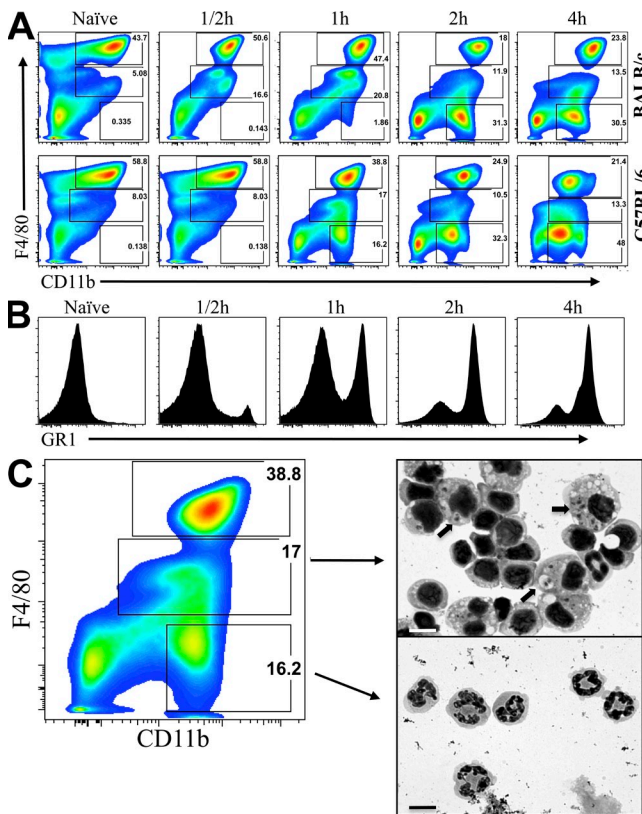 A
Naïve 1/2h 1h 2h 4h
43.7 50.6 47.4 18 23.8
5.08 16.6 20.8 11.9 13.5
0.335 0.143 1.86 31.3 30.5
BALB/c
58.8 58.8 38.8 24.9 21.4
8.03 8.03 17 10.5 13.3
0.138 0.138 16.2 32.3 48
C57BL/6
F4/80
CD11b
B
Naïve 1/2h 1h 2h 4h
GR1
C
38.8
17
16.2
F4/80
CD11b